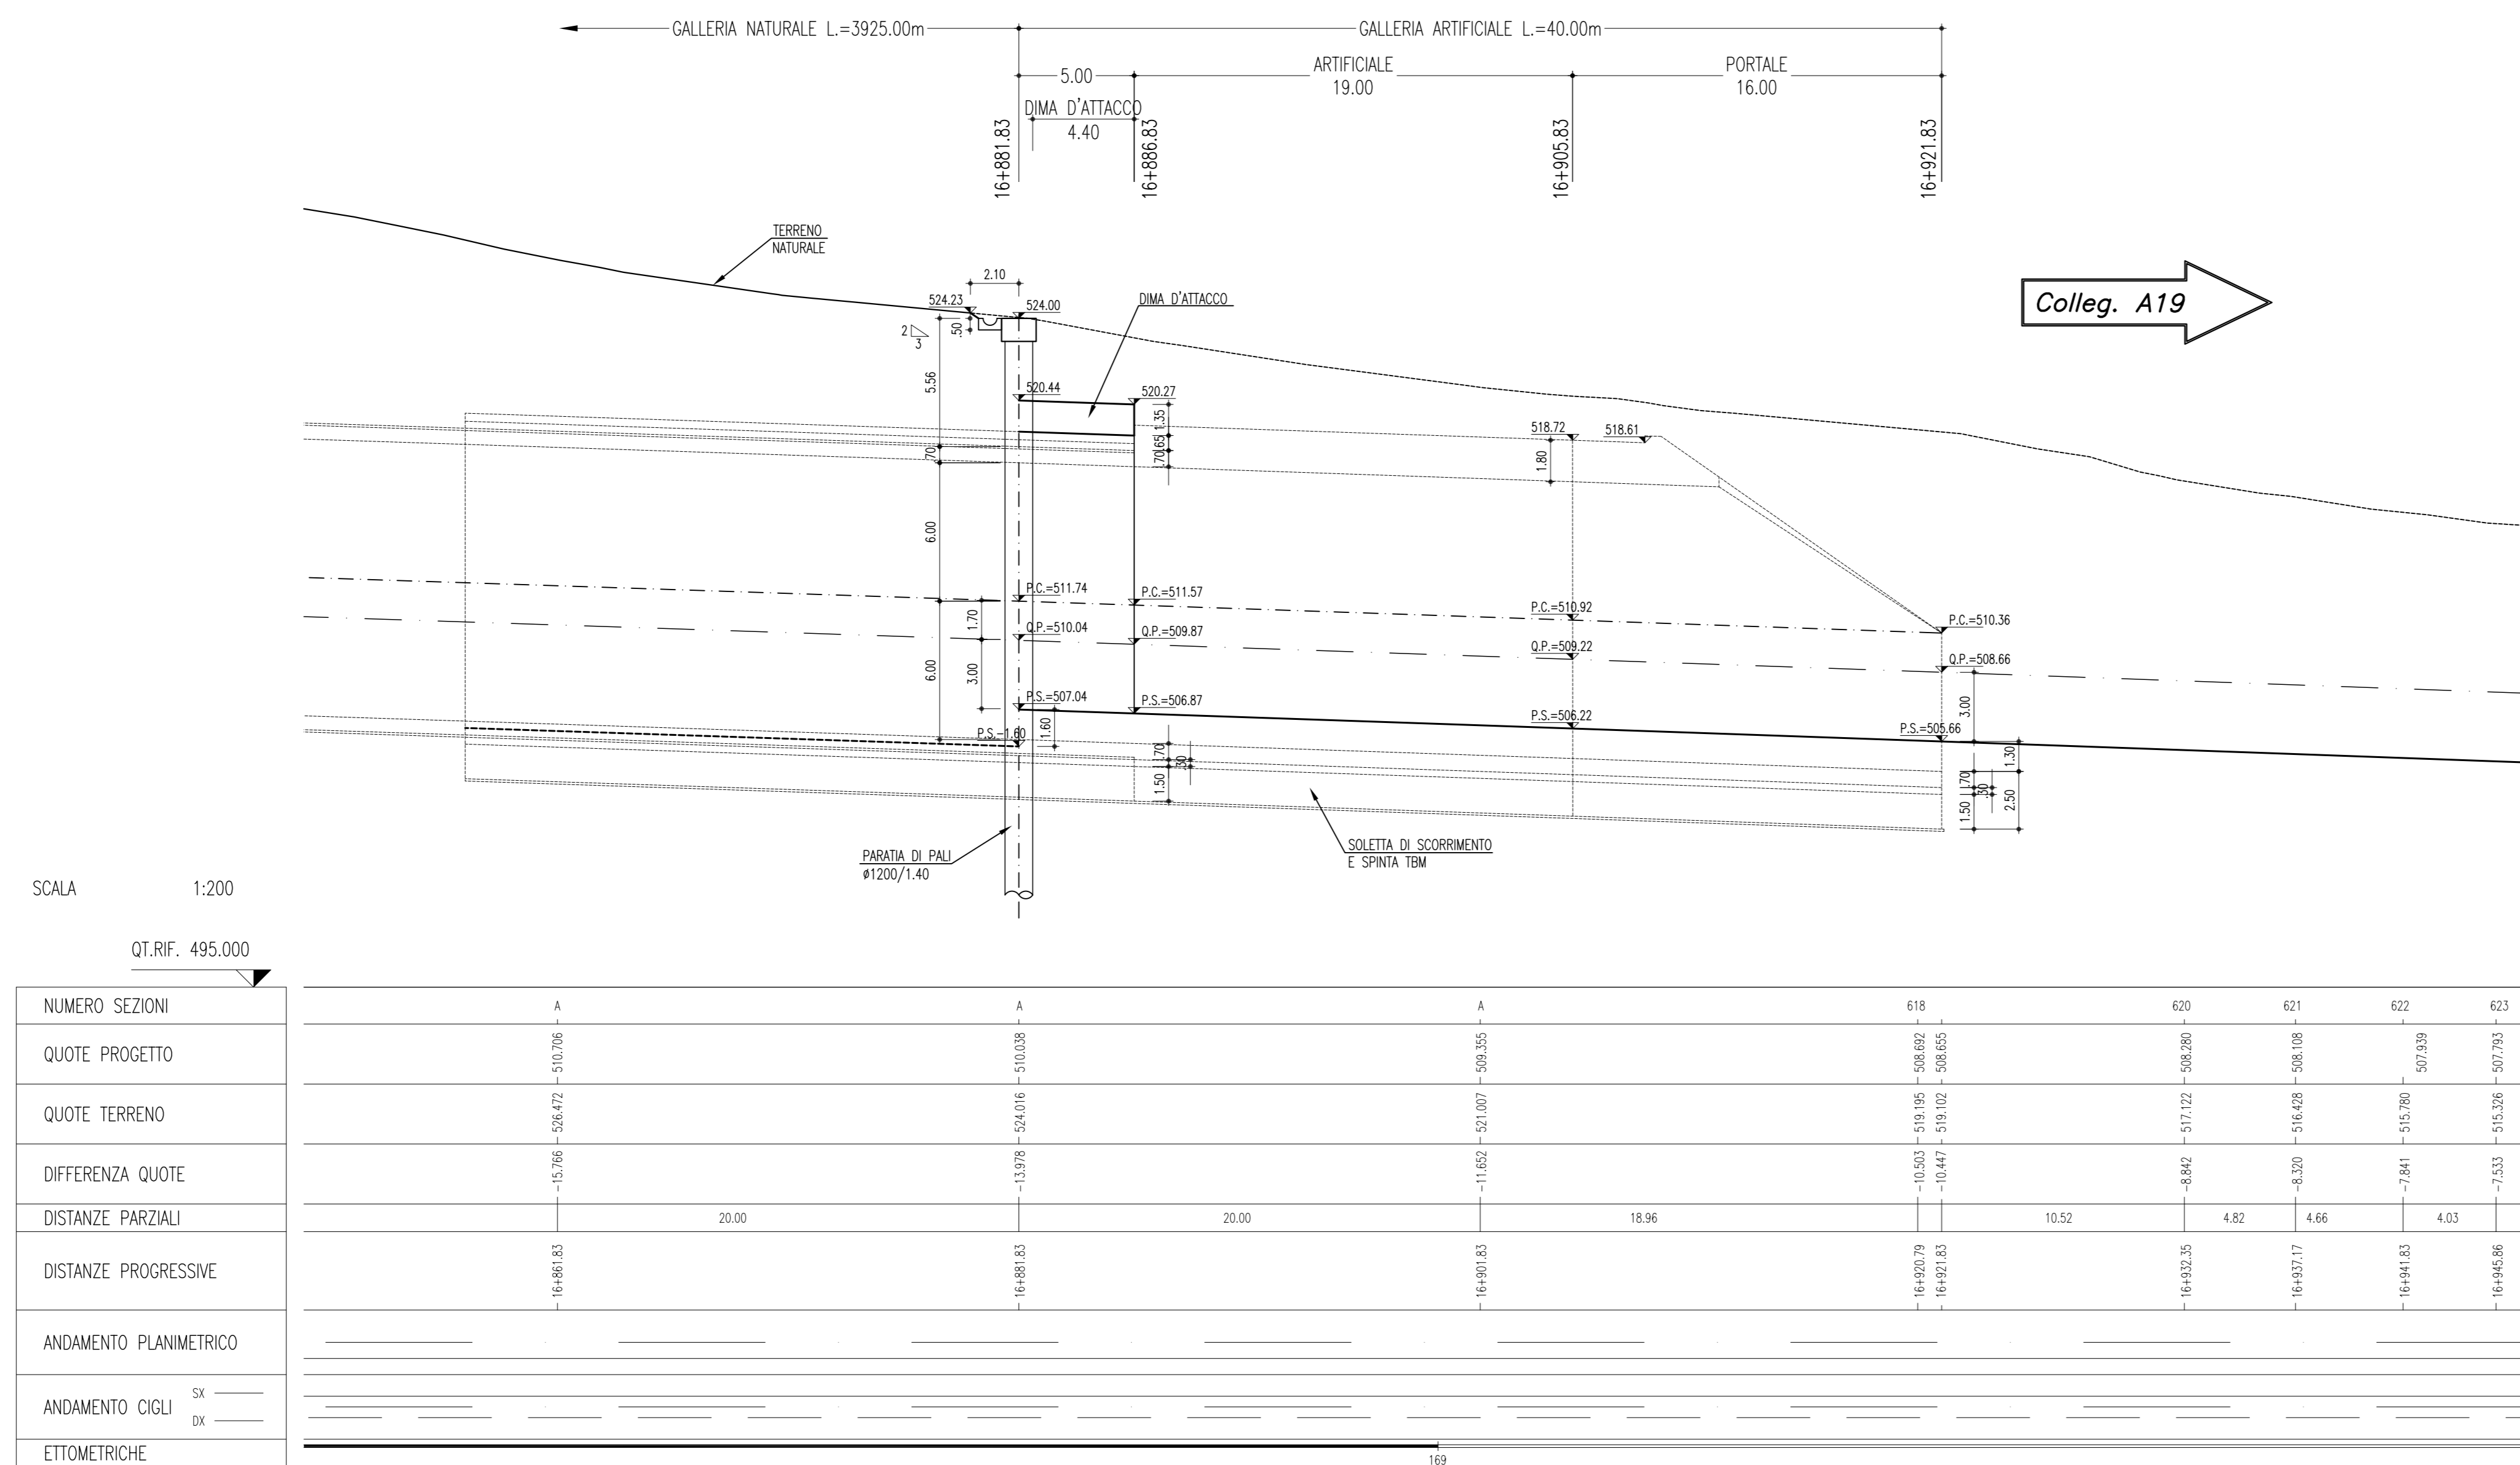 GALLERIA NATURALE L.=3925.00m
GALLERIA ARTIFICIALE L.=40.00m
5.00
ARTIFICIALE
19.00
PORTALE
16.00
DIMA D'ATTACCO
4.40
16+881.83
16+886.83
16+905.83
16+921.83
TERRENO
NATURALE
2.10
524.23
524.00
DIMA D'ATTACCO
Colleg. A19
2
3
.50
5.56
520.44
520.27
1.35
.65
.70
.70
518.72
518.61
1.80
6.00
P.C.=511.74
P.C.=511.57
P.C.=510.92
P.C.=510.36
1.70
Q.P.=510.04
Q.P.=509.87
Q.P.=509.22
Q.P.=508.66
6.00
3.00
P.S.=507.04
P.S.=506.87
P.S.=506.22
P.S.=505.66
3.00
P.S.-1.60
1.60
.70
.30
1.50
1.30
.70
.30
1.50
2.50
PARATIA DI PALI
ø1200/1.40
SOLETTA DI SCORRIMENTO
E SPINTA TBM
SCALA 1:200
QT.RIF. 495.000
NUMERO SEZIONI A A A 618 620 621 622 623
QUOTE PROGETTO 510.706 510.038 509.355 508.692 508.655 508.280 508.108 507.939 507.793
QUOTE TERRENO 526.472 524.016 521.007 519.195 519.102 517.122 516.428 515.780 515.326
DIFFERENZA QUOTE -15.766 -13.978 -11.652 -10.503 -10.447 -8.842 -8.320 -7.841 -7.533
DISTANZE PARZIALI 20.00 20.00 18.96 10.52 4.82 4.66 4.03
DISTANZE PROGRESSIVE 16+861.83 16+881.83 16+901.83 16+920.79 16+921.83 16+932.35 16+937.17 16+941.83 16+945.86
ANDAMENTO PLANIMETRICO
ANDAMENTO CIGLI SX
DX
ETTOMETRICHE
169